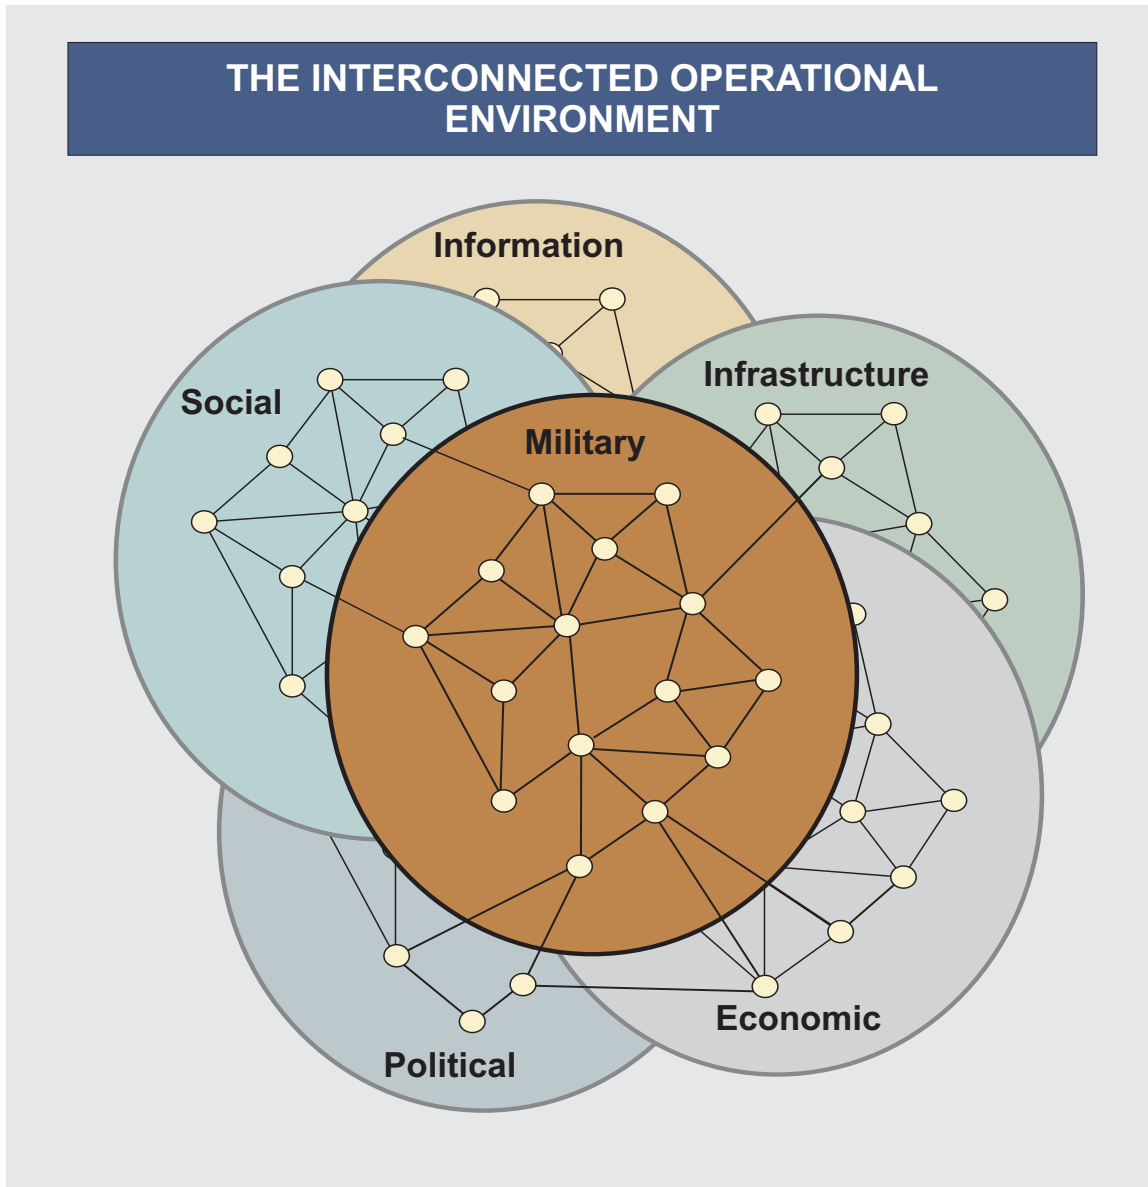 THE INTERCONNECTED OPERATIONAL
ENVIRONMENT
Information
Infrastructure
Social
Military
Economic
Political